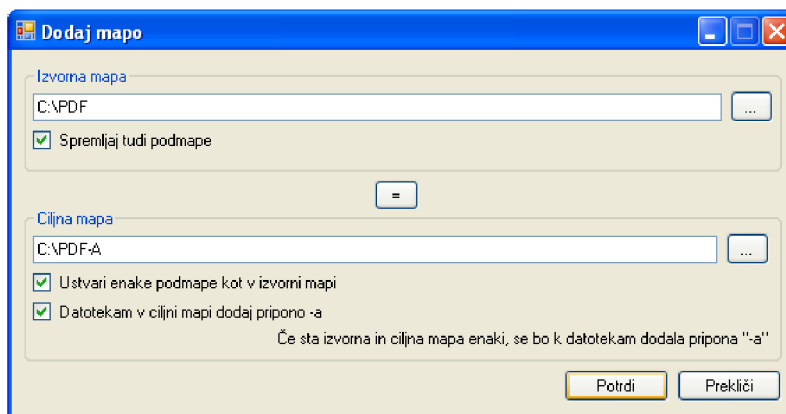 Dodaj mapo
Izvorna mapa
C:\PDF
...
Spremljaj tudi podmape
=
Ciljna mapa
C:\PDF-A
...
Ustvari enake podmape kot v izvorni mapi
Datotekam v ciljni mapi dodaj pripono -a
Če sta izvorna in ciljna mapa enaki, se bo k datotekam dodala pripona "-a"
Potrdi Prekliči